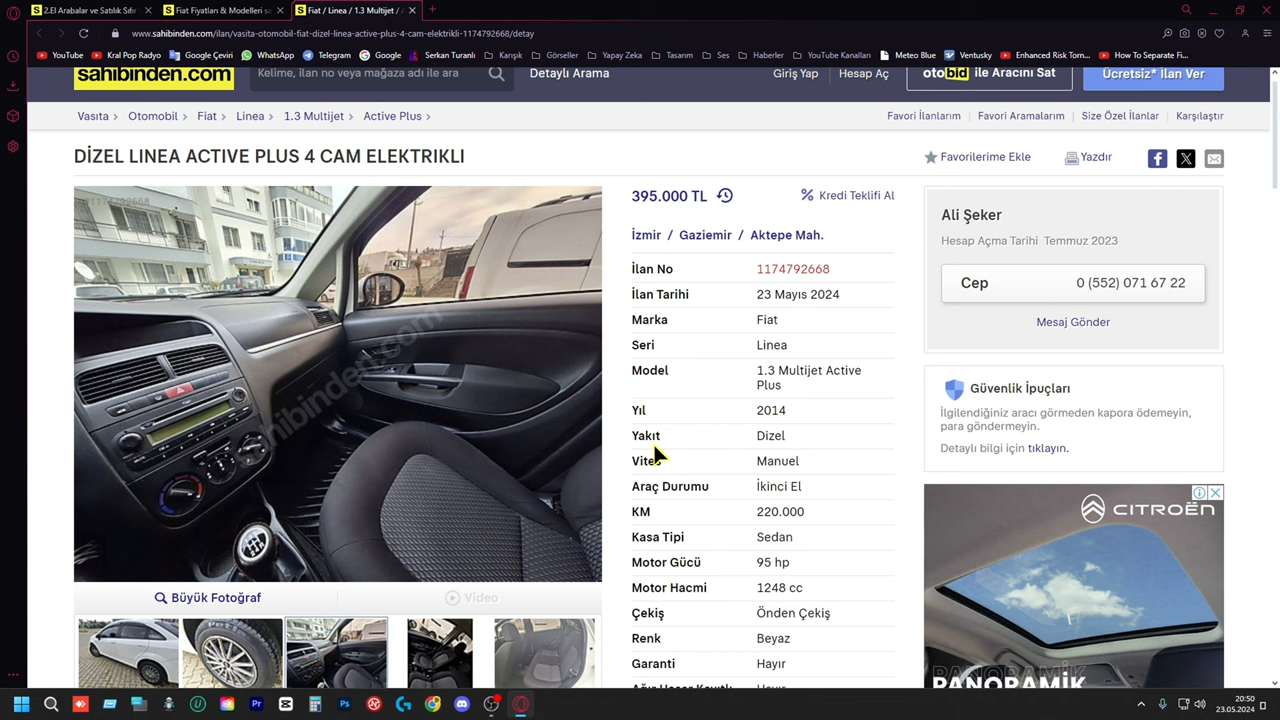 2.El Arabalar ve Satılık Sıfır
Fiat Fiyatları & Modelleri sa
Fiat / Linea / 1.3 Multijet /
www.sahibinden.com/ilan/vasita-otomobil-fiat-dizel-linea-active-plus-4-cam-elektrikli-1174792668/detay
YouTube
Kral Pop Radyo
Google Çeviri
WhatsApp
Telegram
Google
Serkan Turanlı
Karışık
Görseller
Yapay Zeka
Tasarım
Ses
Haberler
YouTube Kanalları
Meteo Blue
Ventusky
Enhanced Risk Tom...
How To Separate Fi...
sahibinden.com
Kelime, ilan no veya mağaza adı ile ara
Detaylı Arama
Giriş Yap
Hesap Aç
otobid ile Aracını Sat
Ücretsiz* İlan Ver
Vasıta > Otomobil > Fiat > Linea > 1.3 Multijet > Active Plus >
Favori İlanlarım | Favori Aramalarım | Size Özel İlanlar | Karşılaştır
DİZEL LINEA ACTIVE PLUS 4 CAM ELEKTRIKLI
Favorilerime Ekle
Yazdır
1174792668
sahibinden.com
Büyük Fotoğraf
Video
395.000 TL
Kredi Teklifi Al
İzmir / Gaziemir / Aktepe Mah.
İlan No 1174792668
İlan Tarihi 23 Mayıs 2024
Marka Fiat
Seri Linea
Model 1.3 Multijet Active
Plus
Yıl 2014
Yakıt Dizel
Vites Manuel
Araç Durumu İkinci El
KM 220.000
Kasa Tipi Sedan
Motor Gücü 95 hp
Motor Hacmi 1248 cc
Çekiş Önden Çekiş
Renk Beyaz
Garanti Hayır
Ağır Hasar Kayıtlı Hayır
Ali Şeker
Hesap Açma Tarihi Temmuz 2023
Cep 0 (552) 071 67 22
Mesaj Gönder
Güvenlik İpuçları
İlgilendiğiniz aracı görmeden kapora ödemeyin,
para göndermeyin.
Detaylı bilgi için tıklayın.
CITROËN
PANORAMİK
20:50
23.05.2024